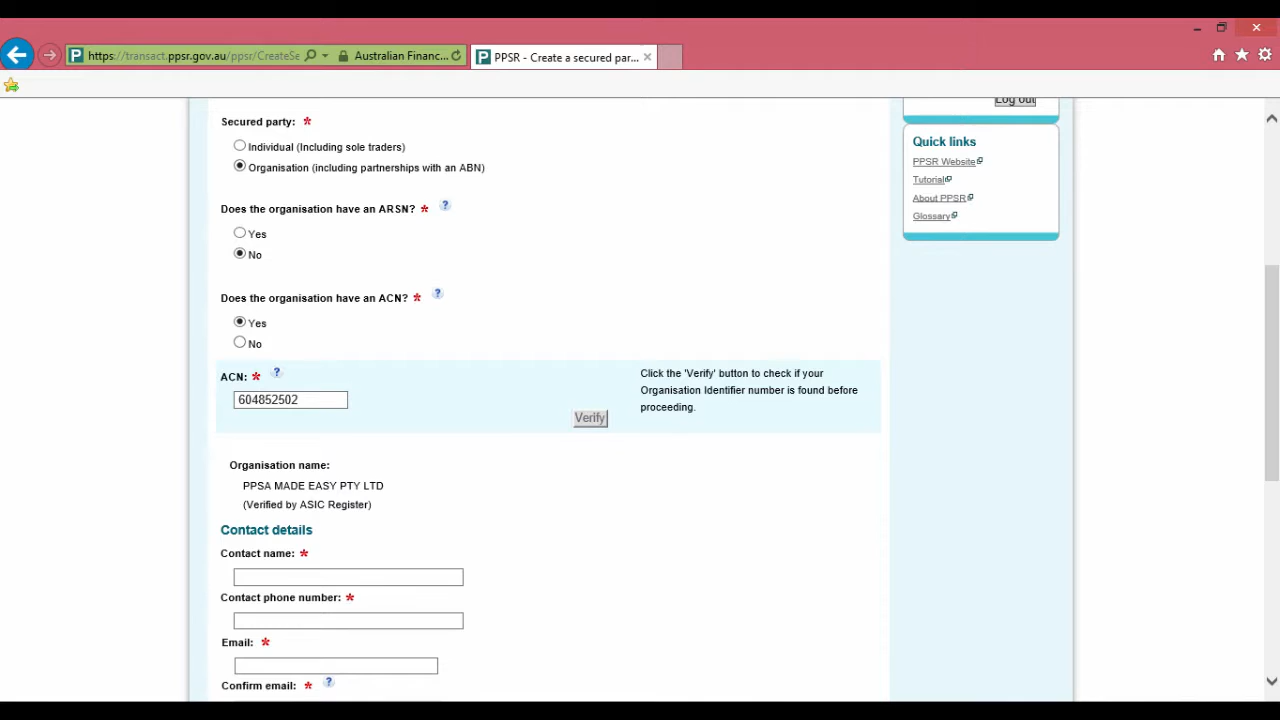 https://transact.ppsr.gov.au/ppsr/CreateSe
Australian Financ...
PPSR - Create a secured par...
Log out
Secured party: *
Individual (Including sole traders)
Organisation (including partnerships with an ABN)
Does the organisation have an ARSN? * ?
Yes
No
Does the organisation have an ACN? * ?
Yes
No
ACN: * ?
604852502
Verify
Click the 'Verify' button to check if your
Organisation Identifier number is found before
proceeding.
Organisation name:
PPSA MADE EASY PTY LTD
(Verified by ASIC Register)
Contact details
Contact name: *
Contact phone number: *
Email: *
Confirm email: * ?
Quick links
PPSR Website
Tutorial
About PPSR
Glossary